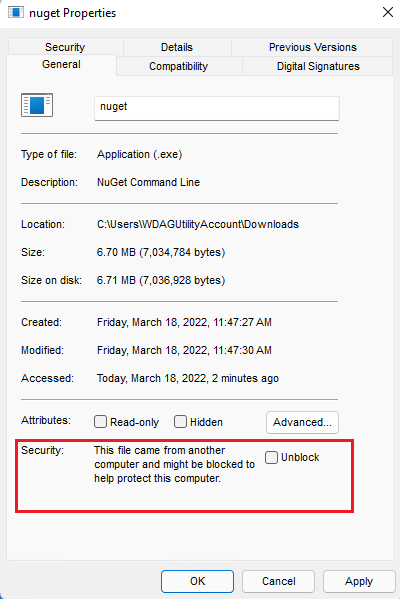 nuget Properties
Security Details Previous Versions
General Compatibility Digital Signatures
nuget
Type of file: Application (.exe)
Description: NuGet Command Line
Location: C:\Users\WDAGUtilityAccount\Downloads
Size: 6.70 MB (7,034,784 bytes)
Size on disk: 6.71 MB (7,036,928 bytes)
Created: Friday, March 18, 2022, 11:47:27 AM
Modified: Friday, March 18, 2022, 11:47:30 AM
Accessed: Today, March 18, 2022, 2 minutes ago
Attributes: Read-only Hidden Advanced...
Security: This file came from another
computer and might be blocked to Unblock
help protect this computer.
OK Cancel Apply